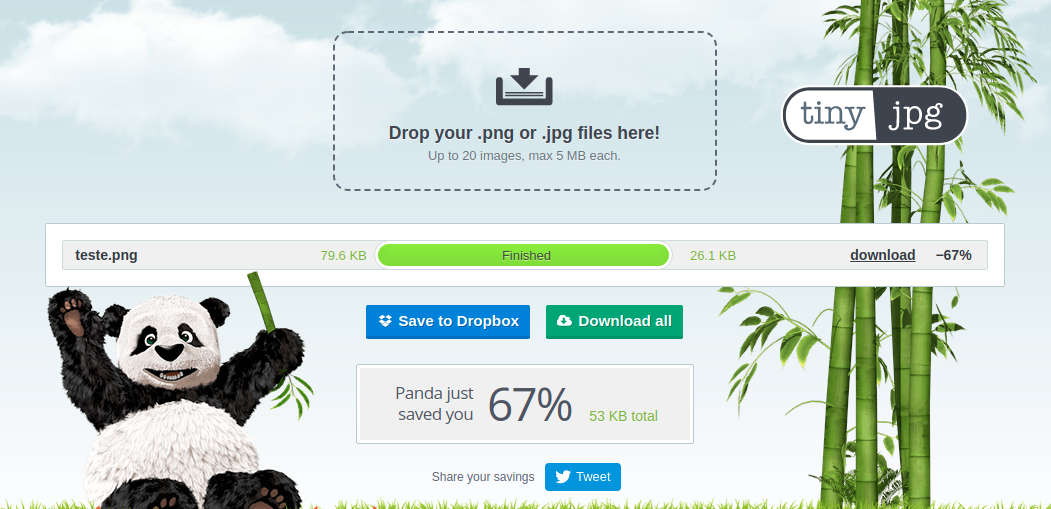 Drop your .png or .jpg files here!
Up to 20 images, max 5 MB each.
tiny jpg
teste.png 79.6 KB Finished 26.1 KB download −67%
Save to Dropbox Download all
Panda just
saved you 67% 53 KB total
Share your savings Tweet